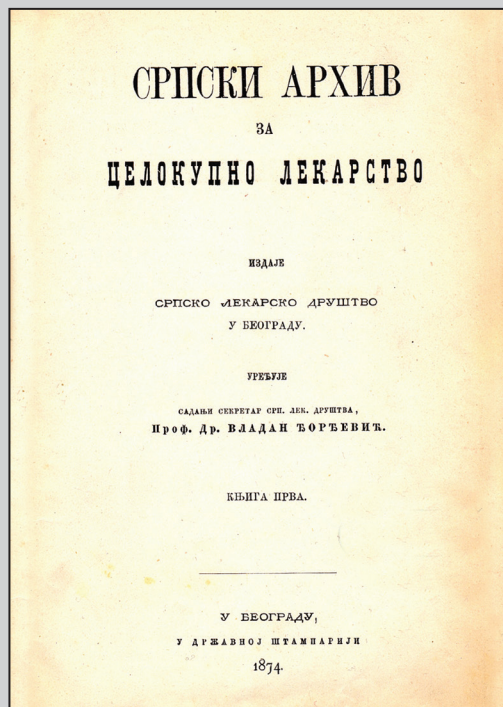 СРПСКИ АРХИВ
ЗА
ЦЕЛОКУПНО ЛЕКАРСТВО
ИЗДАЈЕ
СРПСКО ЛЕКАРСКО ДРУШТВО
У БЕОГРАДУ.
УРЕЂУЈЕ
САДАЊИ СЕКРЕТАР СРП. ЛЕК. ДРУШТВА,
Проф. Др. ВЛАДАН ЂОРЂЕВИЋ.
КЊИГА ПРВА.
У БЕОГРАДУ,
У ДРЖАВНОЈ ШТАМПАРИЈИ
1874.